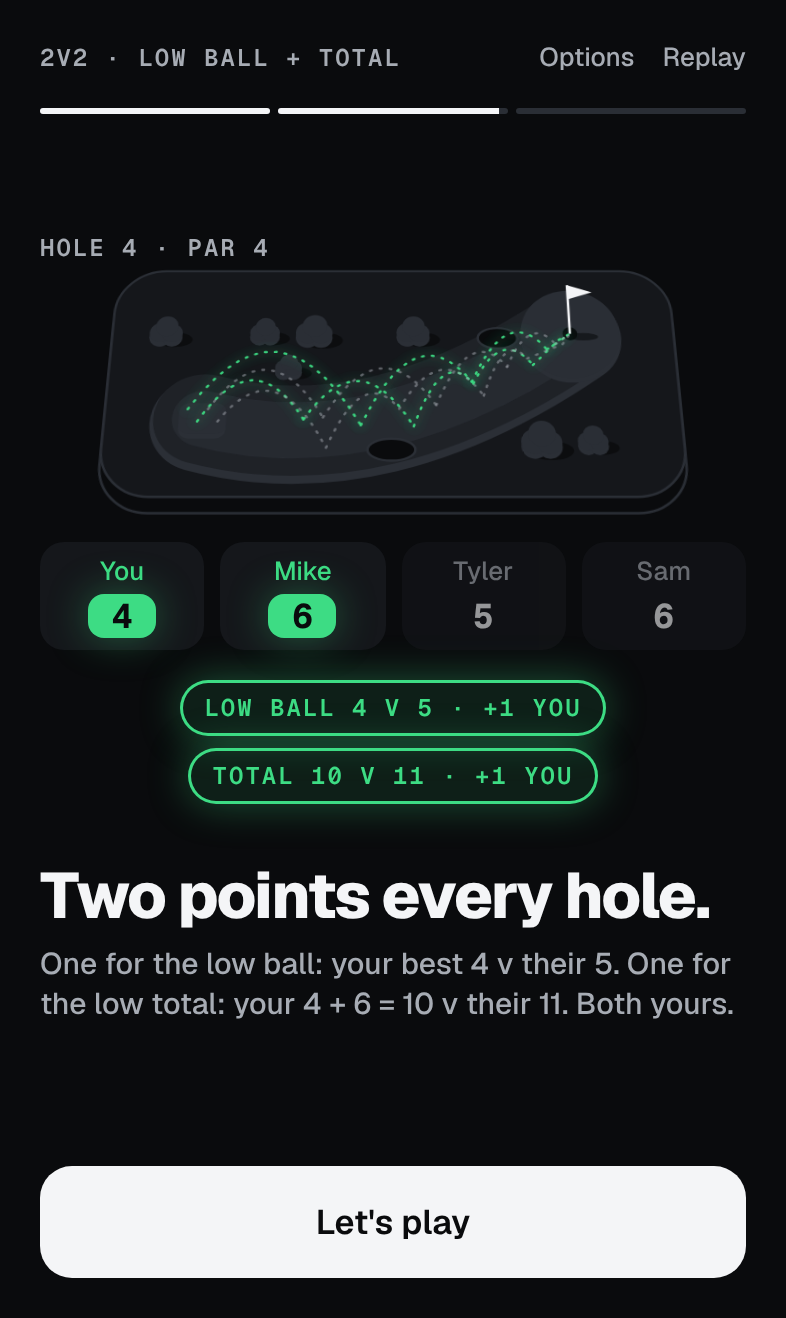 2V2 · LOW BALL + TOTAL
Options
Replay
HOLE 4 · PAR 4
You
Mike
Tyler
Sam
4
6
5
6
LOW BALL 4 V 5 · +1 YOU
TOTAL 10 V 11 · +1 YOU
Two points every hole.
One for the low ball: your best 4 v their 5. One for
the low total: your 4 + 6 = 10 v their 11. Both yours.
Let's play